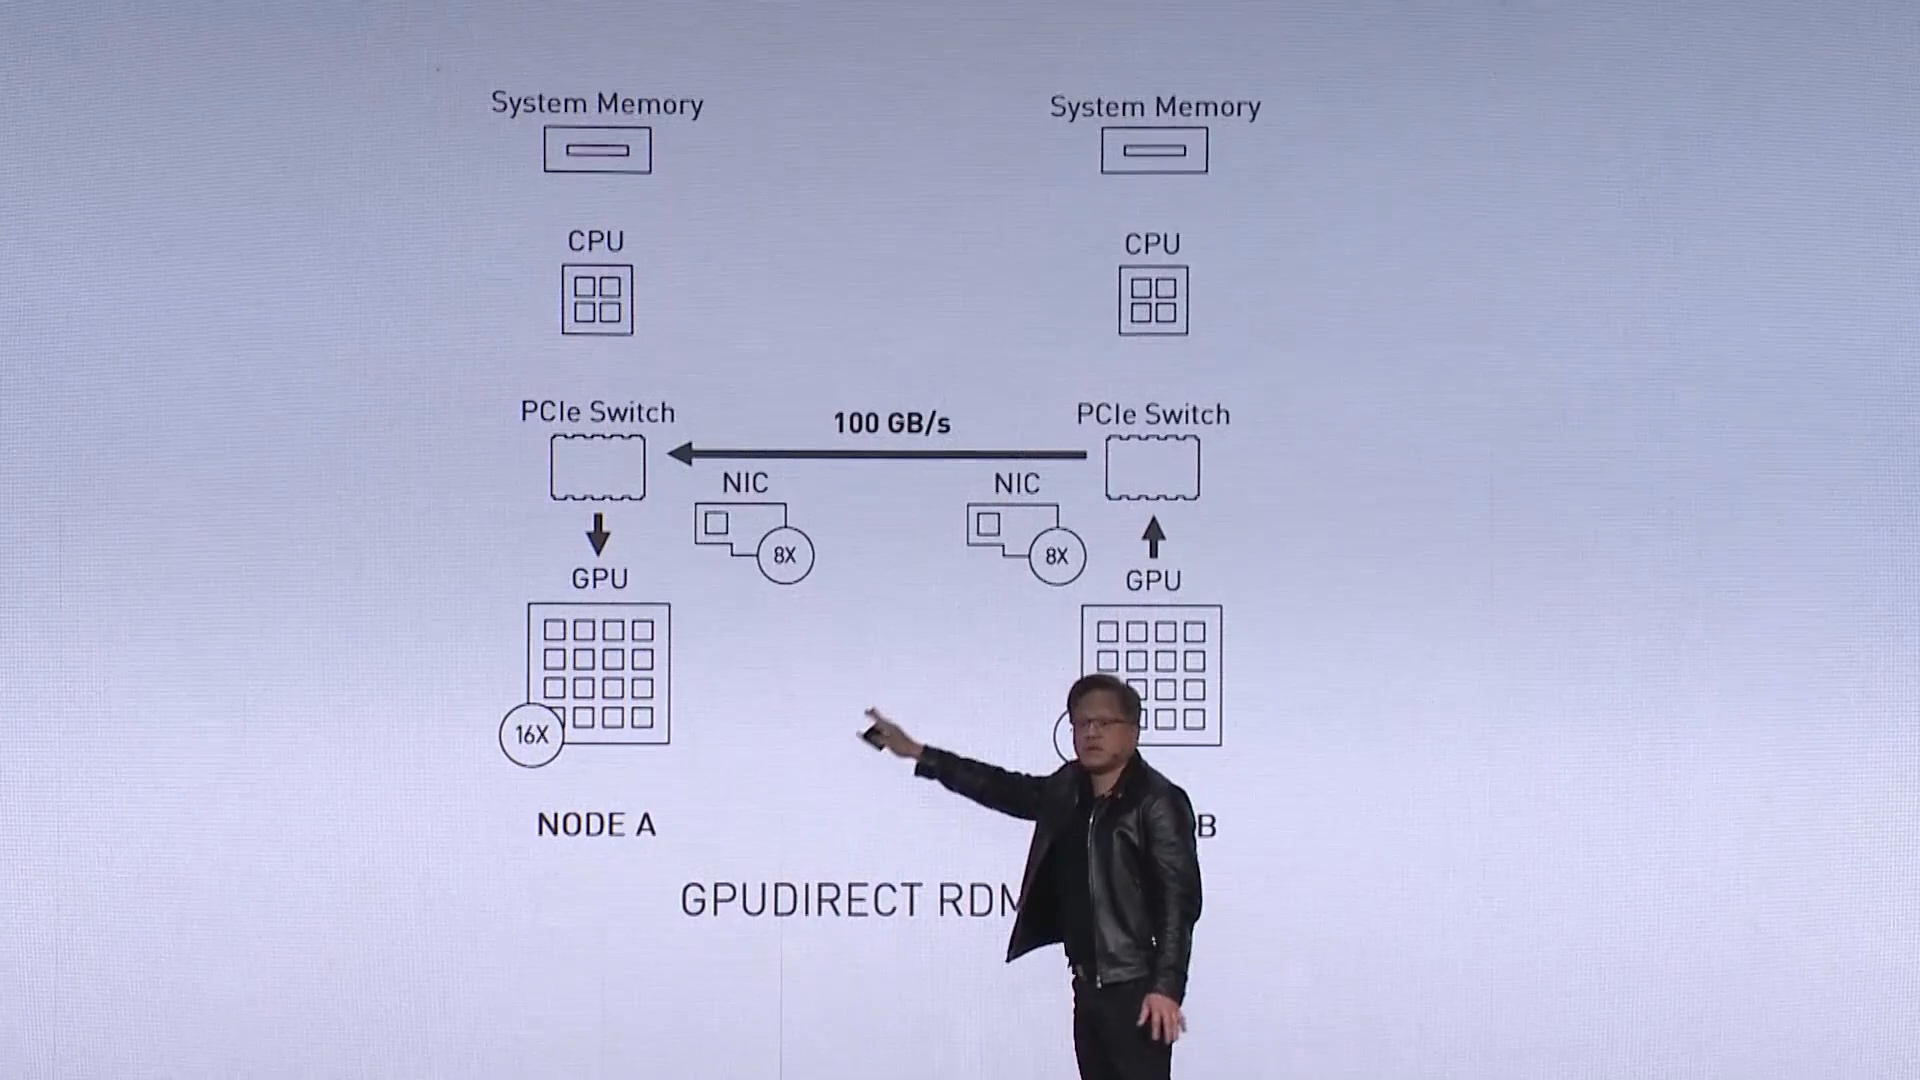 System Memory
System Memory
CPU
CPU
PCIe Switch
100 GB/s
PCIe Switch
NIC
NIC
8X
8X
GPU
GPU
16X
NODE A
B
GPUDIRECT